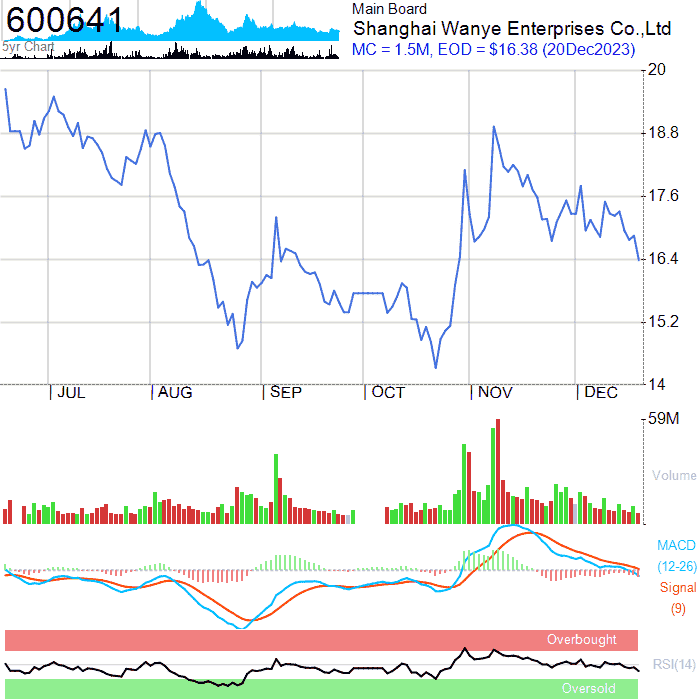 600641
5yr Chart
Main Board
Shanghai Wanye Enterprises Co.,Ltd
MC = 1.5M, EOD = $16.38 (20Dec2023)
20
18.8
17.6
16.4
15.2
14
JUL AUG SEP OCT NOV DEC
59M
Volume
MACD
(12-26)
Signal
(9)
Overbought
RSI(14)
Oversold